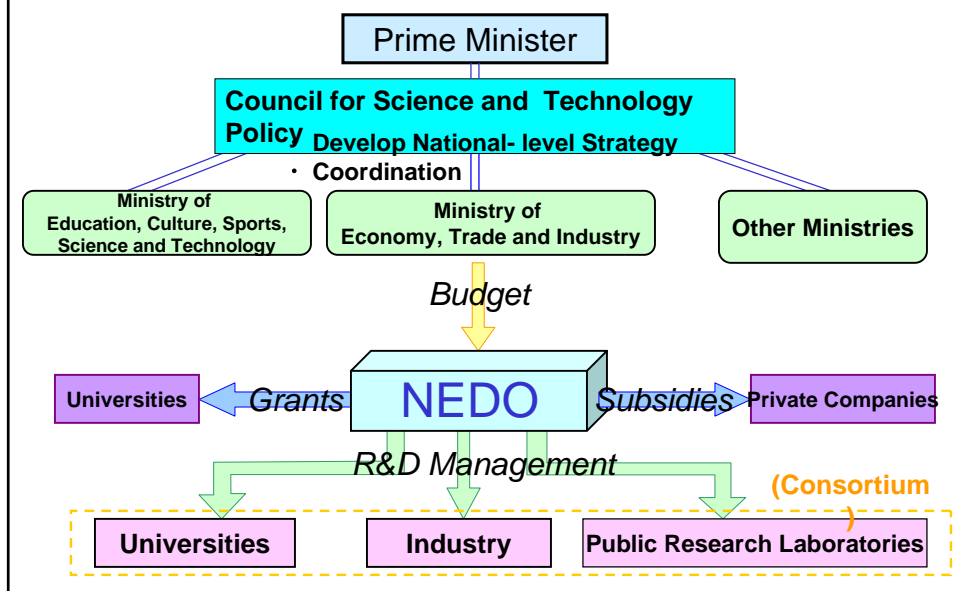 Prime Minister
Council for Science and Technology
Policy
Develop National- level Strategy
・ Coordination
Ministry of
Education, Culture, Sports,
Science and Technology
Ministry of
Economy, Trade and Industry
Other Ministries
Budget
Universities
Grants
NEDO
Subsidies
Private Companies
R&D Management
(Consortium
)
Universities
Industry
Public Research Laboratories